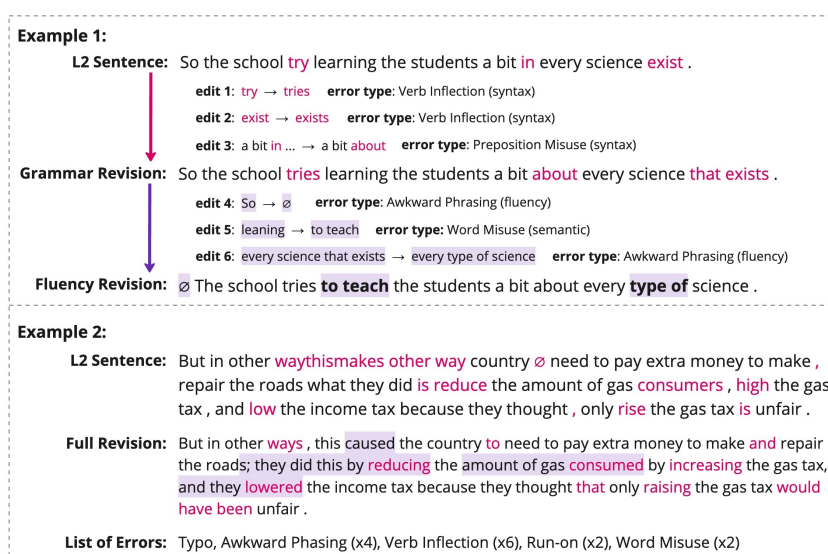 Example 1:
L2 Sentence: So the school try learning the students a bit in every science exist .
edit 1: try → tries error type: Verb Inflection (syntax)
edit 2: exist → exists error type: Verb Inflection (syntax)
edit 3: a bit in ... → a bit about error type: Preposition Misuse (syntax)
Grammar Revision: So the school tries learning the students a bit about every science that exists .
edit 4: So → ∅ error type: Awkward Phrasing (fluency)
edit 5: leaning → to teach error type: Word Misuse (semantic)
edit 6: every science that exists → every type of science error type: Awkward Phrasing (fluency)
Fluency Revision: ∅ The school tries to teach the students a bit about every type of science .
Example 2:
L2 Sentence: But in other waythismakes other way country ∅ need to pay extra money to make ,
repair the roads what they did is reduce the amount of gas consumers , high the gas
tax , and low the income tax because they thought , only rise the gas tax is unfair .
Full Revision: But in other ways , this caused the country to need to pay extra money to make and repair
the roads; they did this by reducing the amount of gas consumed by increasing the gas tax,
and they lowered the income tax because they thought that only raising the gas tax would
have been unfair .
List of Errors: Typo, Awkward Phasing (x4), Verb Inflection (x6), Run-on (x2), Word Misuse (x2)